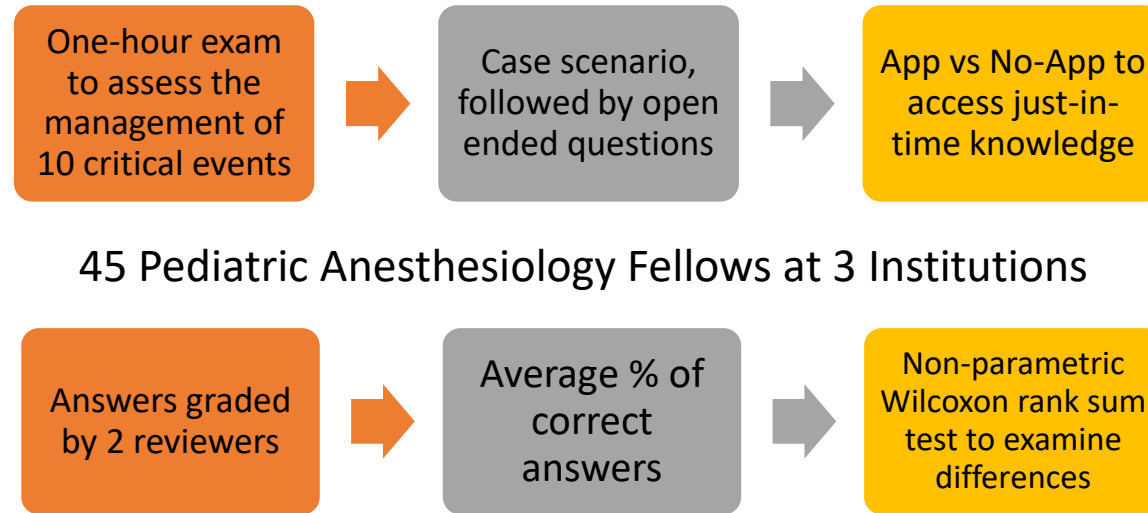 One-hour exam
to assess the
management of
10 critical events
Case scenario,
followed by open
ended questions
App vs No-App to
access just-in-
time knowledge
45 Pediatric Anesthesiology Fellows at 3 Institutions
Answers graded
by 2 reviewers
Average % of
correct
answers
Non-parametric
Wilcoxon rank sum
test to examine
differences